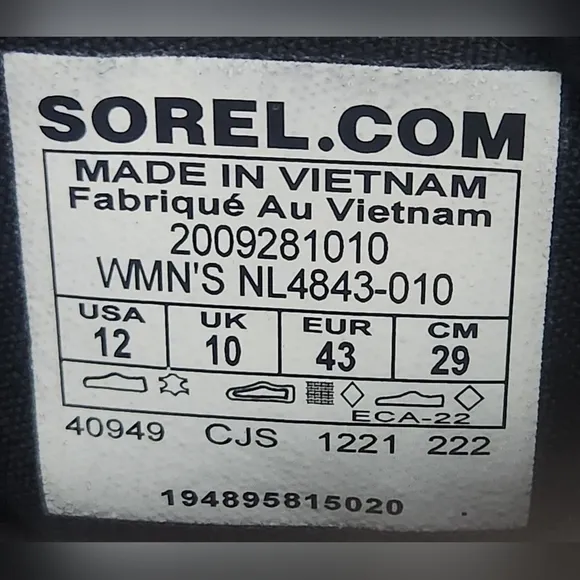 SOREL.COM
MADE IN VIETNAM
Fabriqué Au Vietnam
2009281010
WMN'S NL4843-010
USA UK EUR CM
12 10 43 29
ECA-22
40949 CJS 1221 222
194895815020